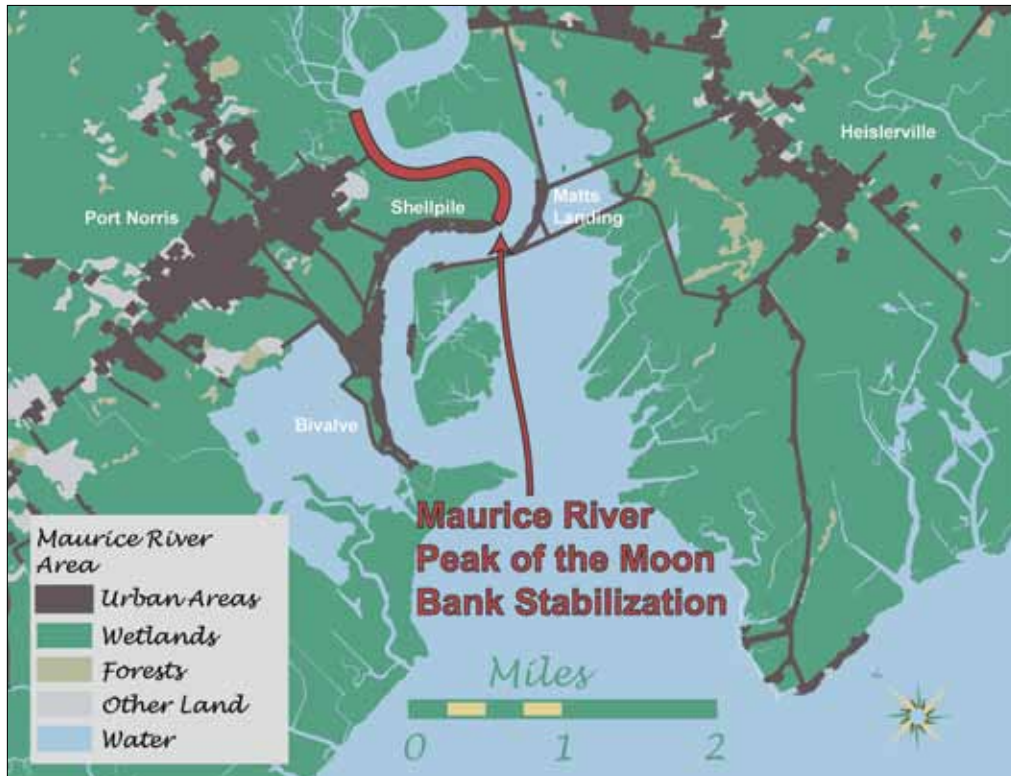 Heislerville
Matts
Landing
Shellpile
Port Norris
Bivalve
Maurice River
Peak of the Moon
Bank Stabilization
Maurice River
Area
Urban Areas
Wetlands
Forests
Other Land
Water
Miles
0 1 2